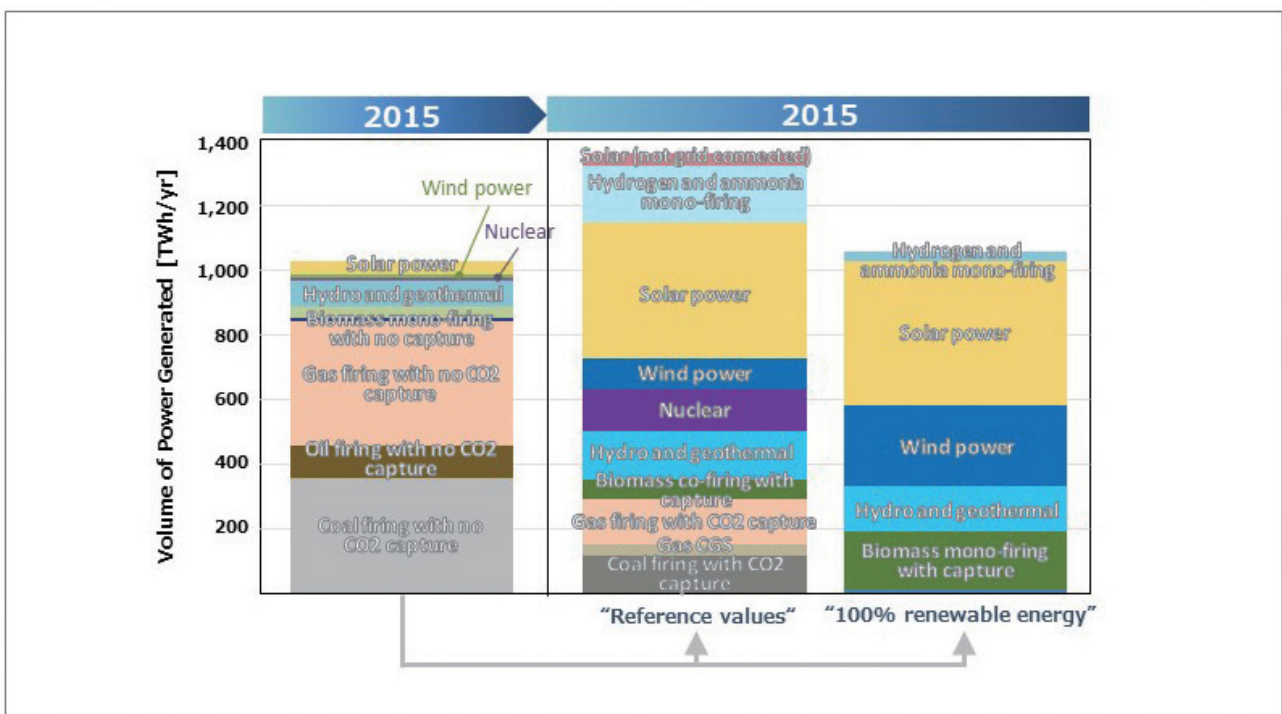 2015
2015
Volume of Power Generated [TWh/yr]
1,400
1,200
1,000
800
600
400
200
Wind power
Nuclear
Solar power
Hydro and geothermal
Biomass mono-firing
with no capture
Gas firing with no CO2
capture
Oil firing with no CO2
capture
Coal firing with no
CO2 capture
Solar (not grid connected)
Hydrogen and ammonia
mono-firing
Solar power
Wind power
Nuclear
Hydro and geothermal
Biomass co-firing with
capture
Gas firing with CO2 capture
Gas CGS
Coal firing with CO2
capture
Hydrogen and
ammonia mono-firing
Solar power
Wind power
Hydro and geothermal
Biomass mono-firing
with capture
“Reference values“
“100% renewable energy”